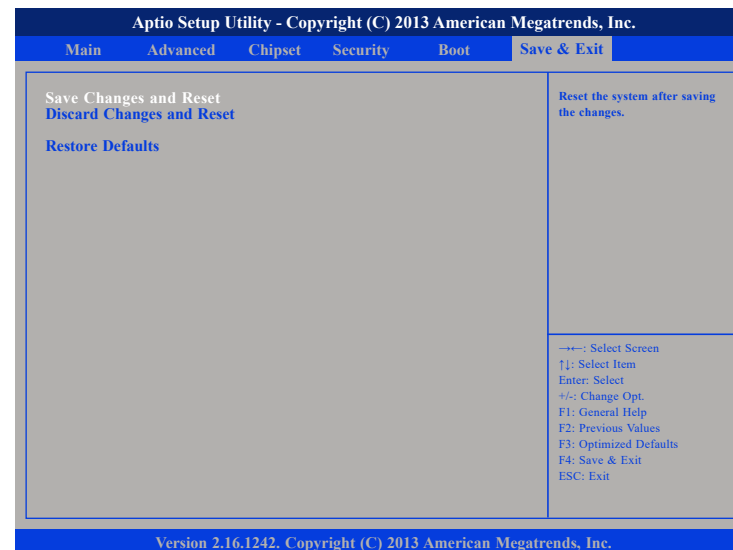 Aptio Setup Utility - Copyright (C) 2013 American Megatrends, Inc.
Main Advanced Chipset Security Boot Save & Exit
Save Changes and Reset
Discard Changes and Reset
Restore Defaults
Reset the system after saving
the changes.
→←: Select Screen
↑↓: Select Item
Enter: Select
+/-: Change Opt.
F1: General Help
F2: Previous Values
F3: Optimized Defaults
F4: Save & Exit
ESC: Exit
Version 2.16.1242. Copyright (C) 2013 American Megatrends, Inc.